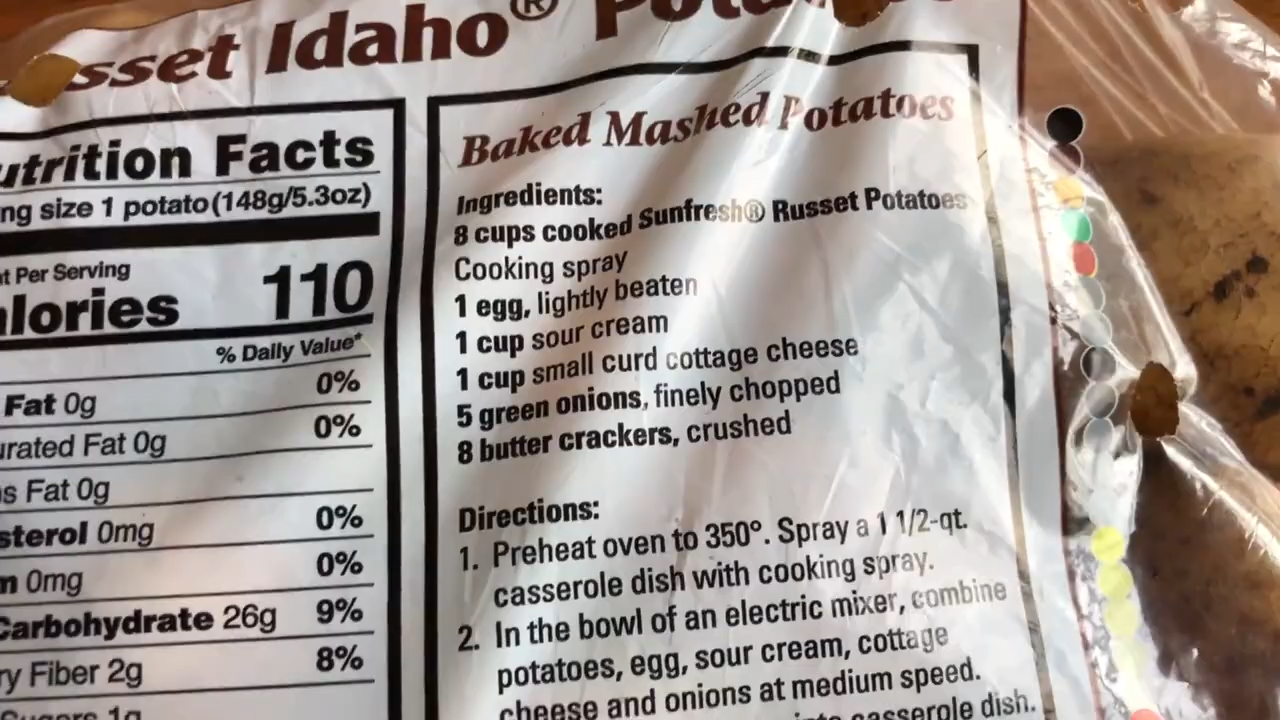 sset Idaho® Potatoes
utrition Facts
ng size 1 potato (148g/5.3oz)
t Per Serving
alories 110
% Daily Value*
Fat 0g 0%
urated Fat 0g 0%
s Fat 0g
sterol 0mg 0%
m 0mg 0%
Carbohydrate 26g 9%
ry Fiber 2g 8%
Sugars 1g
Baked Mashed Potatoes
Ingredients:
8 cups cooked Sunfresh® Russet Potatoes
Cooking spray
1 egg, lightly beaten
1 cup sour cream
1 cup small curd cottage cheese
5 green onions, finely chopped
8 butter crackers, crushed
Directions:
1. Preheat oven to 350°. Spray a 1 1/2-qt.
casserole dish with cooking spray.
2. In the bowl of an electric mixer, combine
potatoes, egg, sour cream, cottage
cheese and onions at medium speed.
into casserole dish.